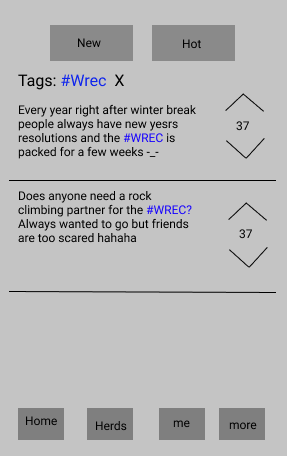 New
Hot
Tags: #Wrec X
Every year right after winter break
people always have new yesrs
resolutions and the #WREC is
packed for a few weeks -_-
37
Does anyone need a rock
climbing partner for the #WREC?
Always wanted to go but friends
are too scared hahaha
37
Home
Herds
me
more